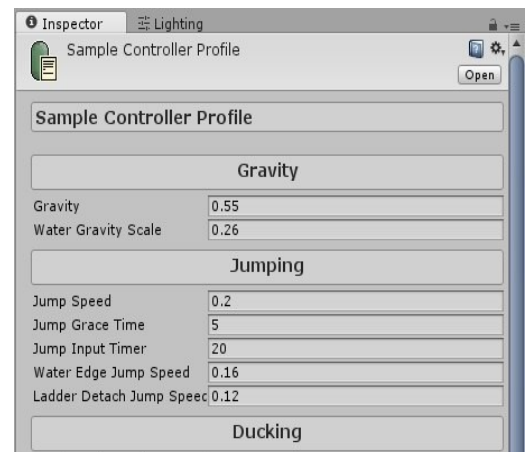 Inspector Lighting
Sample Controller Profile
Open
Sample Controller Profile
Gravity
Gravity 0.55
Water Gravity Scale 0.26
Jumping
Jump Speed 0.2
Jump Grace Time 5
Jump Input Timer 20
Water Edge Jump Speed 0.16
Ladder Detach Jump Speec 0.12
Ducking